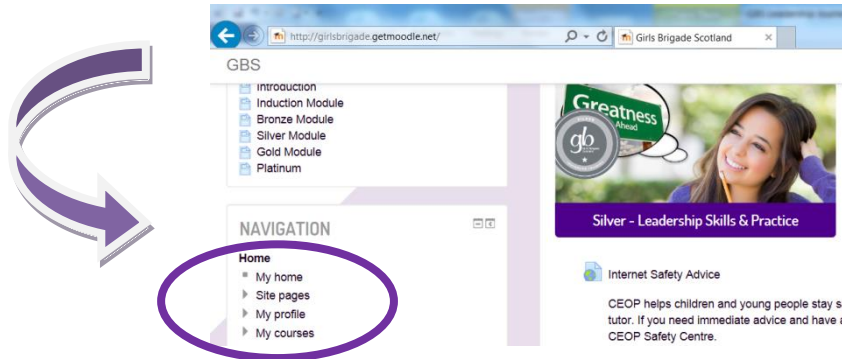 http://girlsbrigade.getmoodle.net/
Girls Brigade Scotland
GBS
Introduction
Induction Module
Bronze Module
Silver Module
Gold Module
Platinum
Greatness
Ahead
gb
Silver - Leadership Skills & Practice
NAVIGATION
Home
My home
Site pages
My profile
My courses
Internet Safety Advice
CEOP helps children and young people stay s
tutor. If you need immediate advice and have a
CEOP Safety Centre.